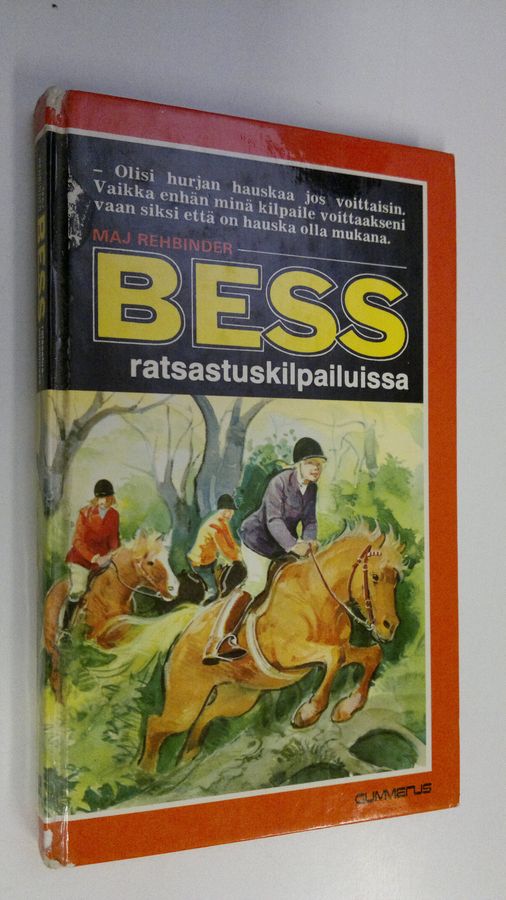 – Olisi hurjan hauskaa jos voittaisin.
Vaikka enhän minä kilpaile voittaakseni
vaan siksi että on hauska olla mukana.
MAJ REHBINDER
BESS
ratsastuskilpailuissa
GUMMERUS
BESS